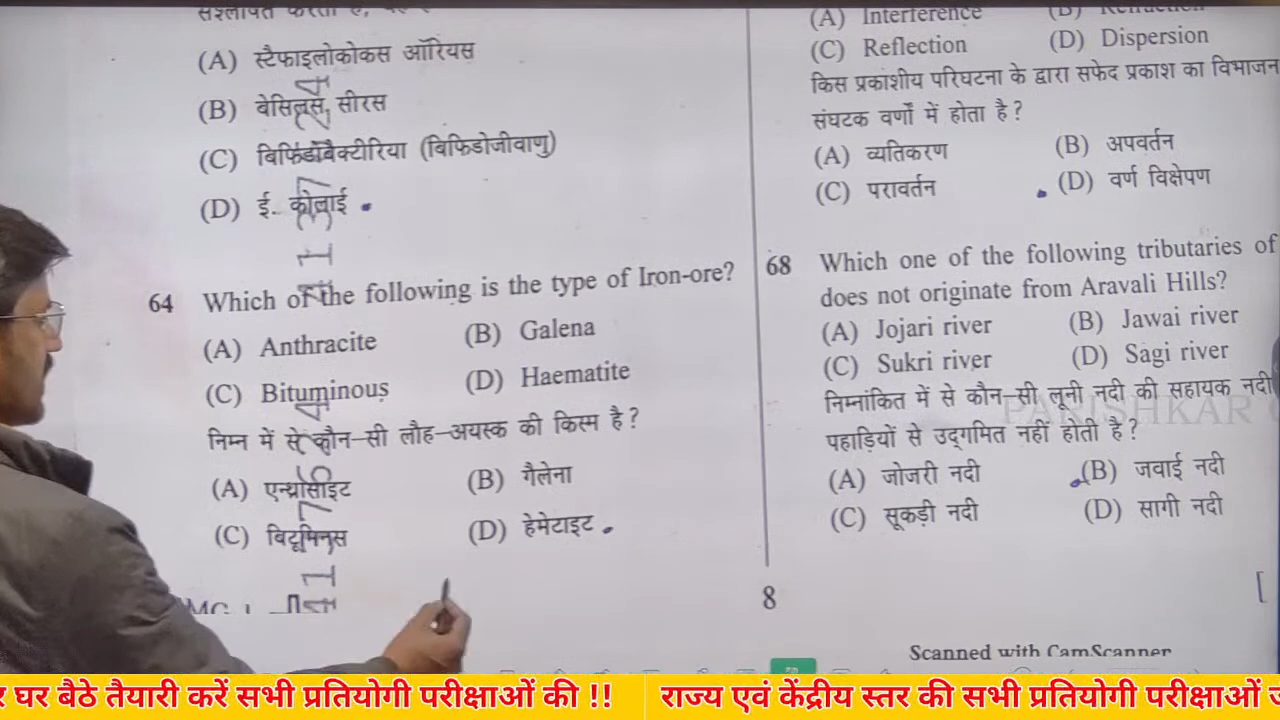 (A) स्टैफाइलोकोकस ऑरियस
(B) बेसिलस सीरस
(C) बिफिडोबैक्टीरिया (बिफिडोजीवाणु)
(D) ई. कोलाई
64 Which of the following is the type of Iron-ore?
(A) Anthracite (B) Galena
(C) Bituminous (D) Haematite
निम्न में से कौन-सी लौह-अयस्क की किस्म है?
(A) एन्थ्रासाइट (B) गैलेना
(C) बिटूमिनस (D) हेमेटाइट
(A) Interference (B) Refraction
(C) Reflection (D) Dispersion
किस प्रकाशीय परिघटना के द्वारा सफेद प्रकाश का विभाजन
संघटक वर्णों में होता है?
(A) व्यतिकरण (B) अपवर्तन
(C) परावर्तन (D) वर्ण विक्षेपण
68 Which one of the following tributaries of
does not originate from Aravali Hills?
(A) Jojari river (B) Jawai river
(C) Sukri river (D) Sagi river
निम्नांकित में से कौन-सी लूनी नदी की सहायक नदी
पहाड़ियों से उद्गमित नहीं होती है?
(A) जोजरी नदी (B) जवाई नदी
(C) सूकड़ी नदी (D) सागी नदी
PARISHKAR
8 [
Scanned with CamScanner
घर बैठे तैयारी करें सभी प्रतियोगी परीक्षाओं की !! राज्य एवं केंद्रीय स्तर की सभी प्रतियोगी परीक्षाओं